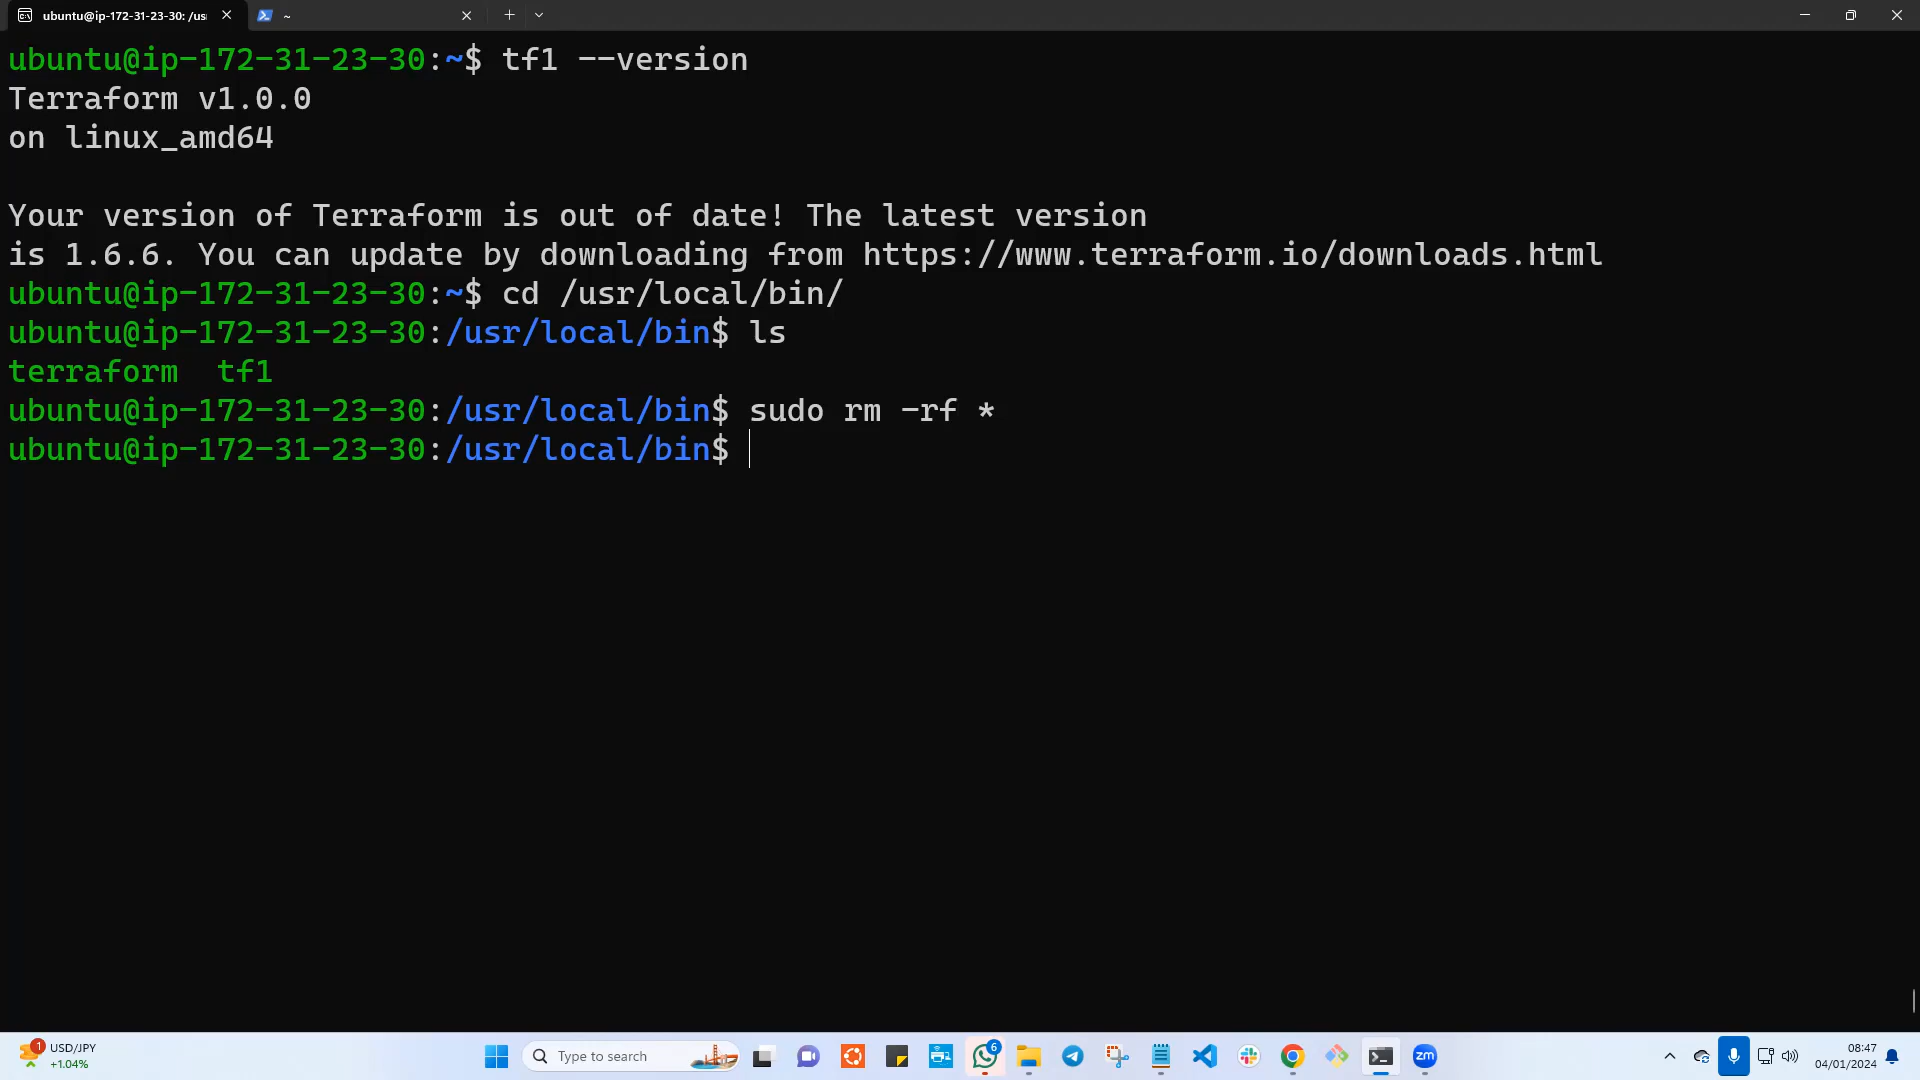 ubuntu@ip-172-31-23-30: /us
~
ubuntu@ip-172-31-23-30:~$ tf1 --version
Terraform v1.0.0
on linux_amd64
Your version of Terraform is out of date! The latest version
is 1.6.6. You can update by downloading from https://www.terraform.io/downloads.html
ubuntu@ip-172-31-23-30:~$ cd /usr/local/bin/
ubuntu@ip-172-31-23-30:/usr/local/bin$ ls
terraform  tf1
ubuntu@ip-172-31-23-30:/usr/local/bin$ sudo rm -rf *
ubuntu@ip-172-31-23-30:/usr/local/bin$
1
USD/JPY
+1.04%
Type to search
6
zm
08:47
04/01/2024